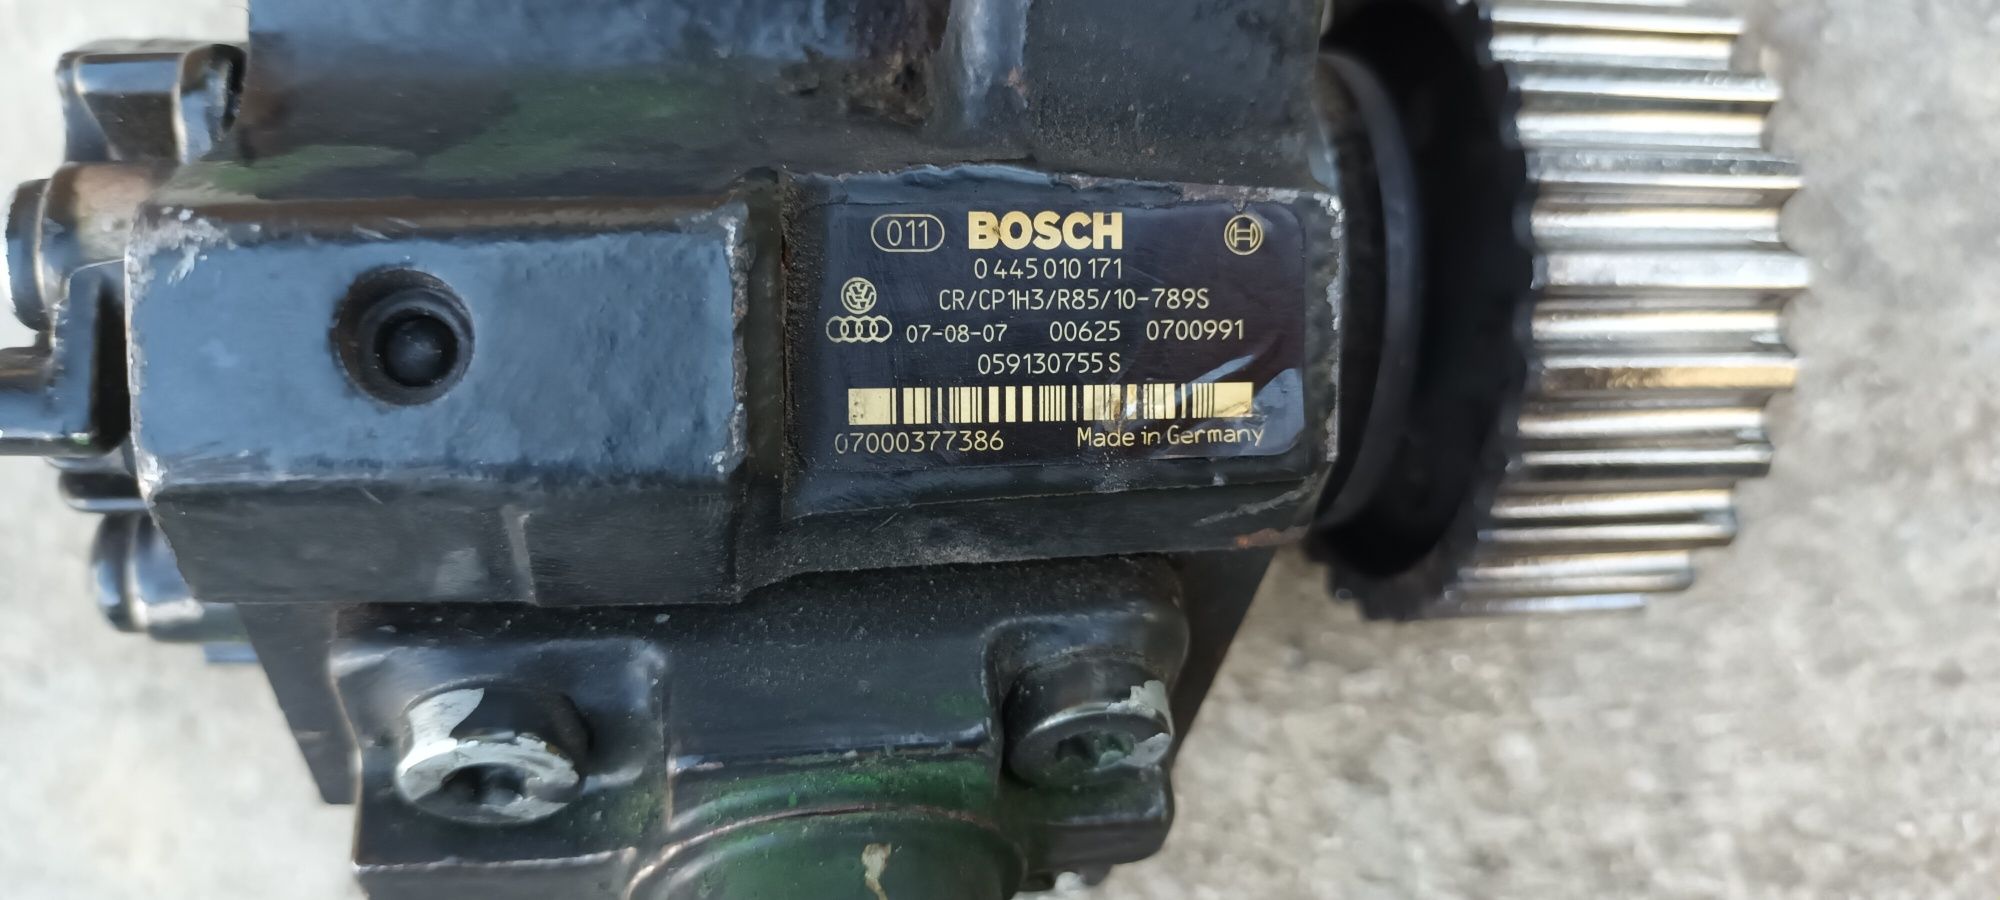 011 BOSCH
0 445 010 171
CR/CP1H3/R85/10-789S
07-08-07 00625 0700991
059130755S
07000377386 Made in Germany